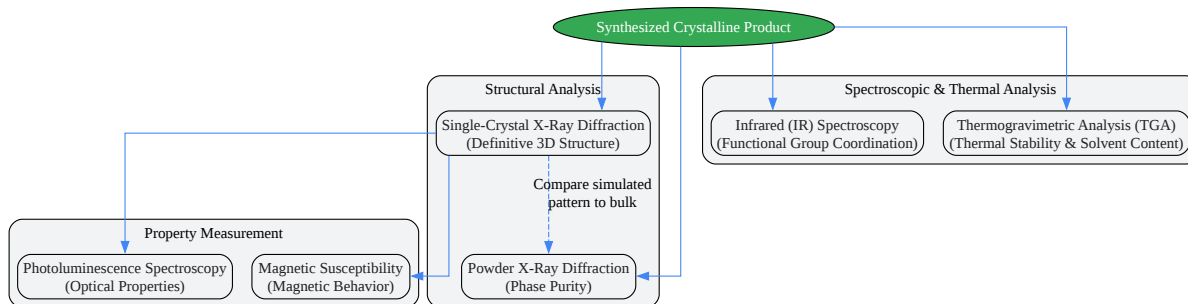 Synthesized Crystalline Product
Structural Analysis
Spectroscopic & Thermal Analysis
Single-Crystal X-Ray Diffraction
(Definitive 3D Structure)
Infrared (IR) Spectroscopy
(Functional Group Coordination)
Thermogravimetric Analysis (TGA)
(Thermal Stability & Solvent Content)
Compare simulated
pattern to bulk
Property Measurement
Photoluminescence Spectroscopy
(Optical Properties)
Magnetic Susceptibility
(Magnetic Behavior)
Powder X-Ray Diffraction
(Phase Purity)